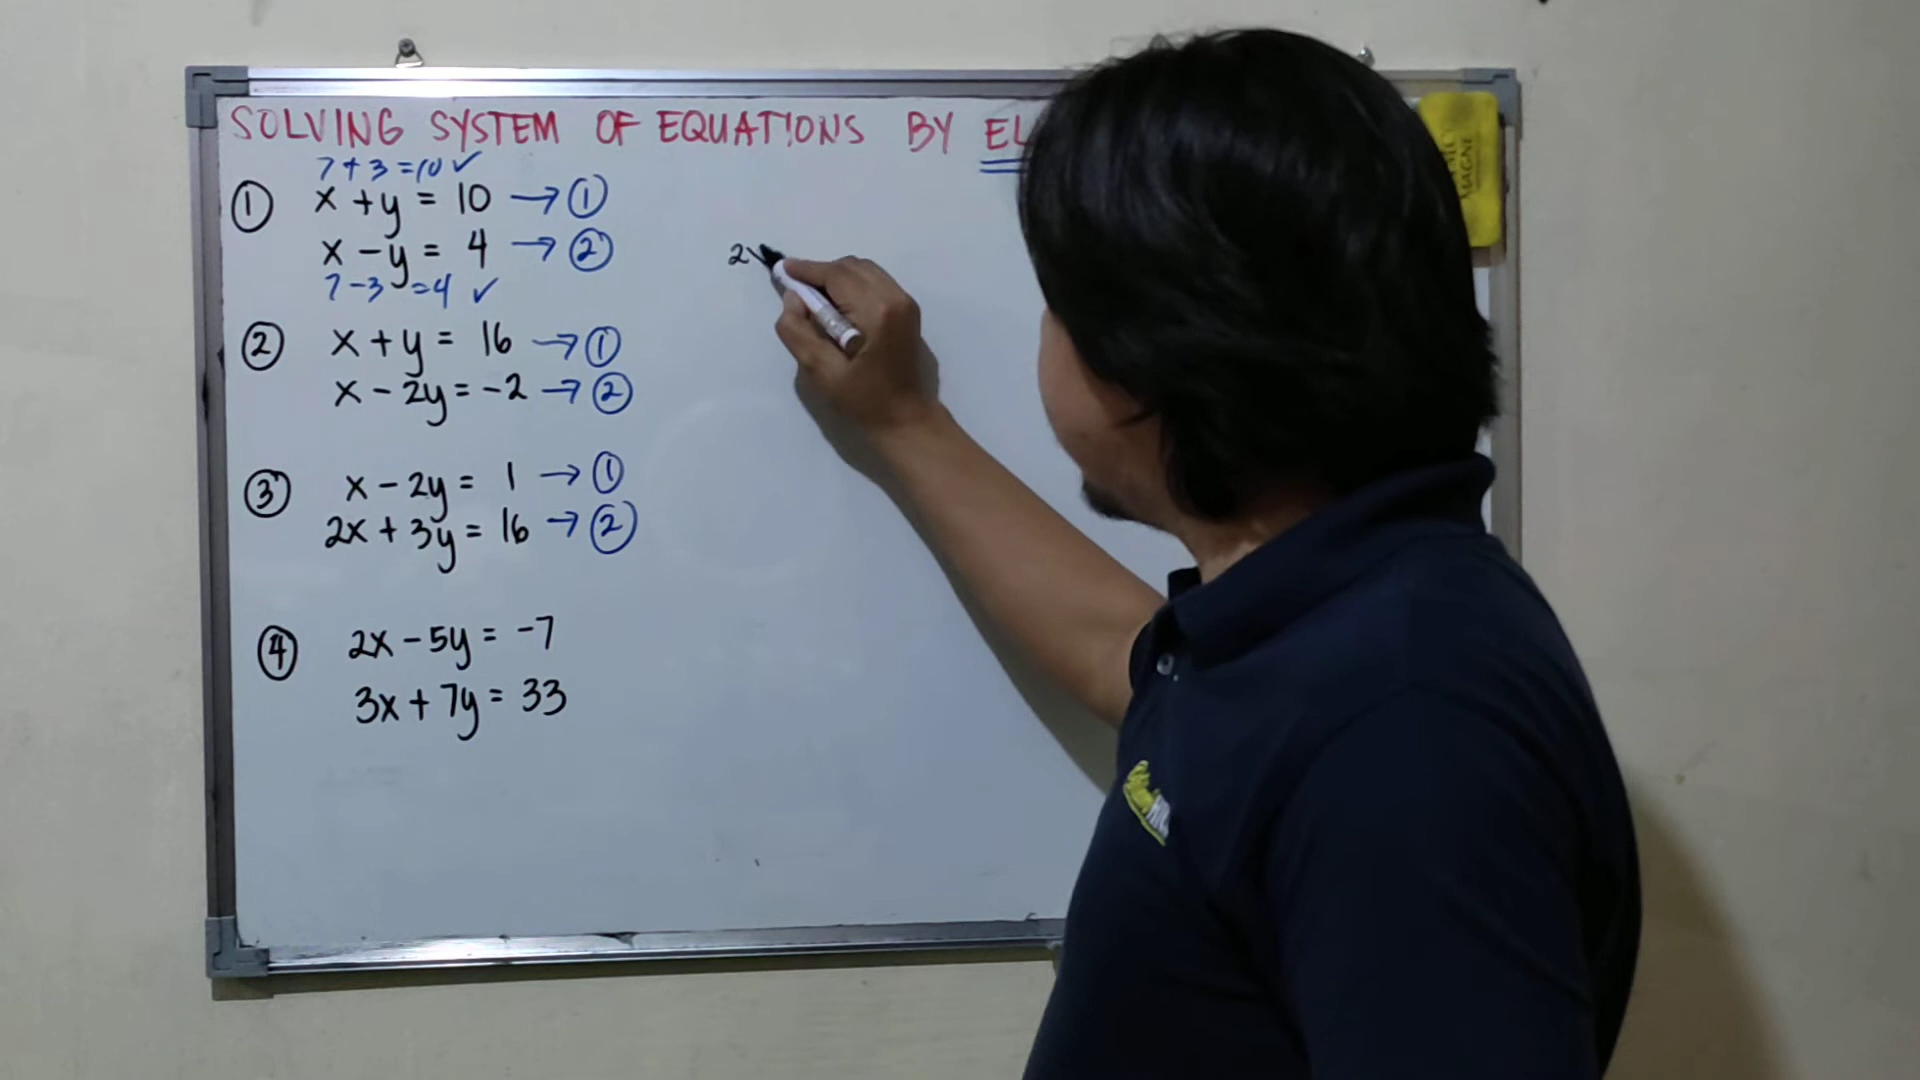 SOLVING SYSTEM OF EQUATIONS BY EL
7 + 3 = 10 ✓
① x + y = 10 → ①
x - y = 4 → ②
7 - 3 = 4 ✓
② x + y = 16 → ①
x - 2y = -2 → ②
③ x - 2y = 1 → ①
2x + 3y = 16 → ②
④ 2x - 5y = -7
3x + 7y = 33
2
MAGNE